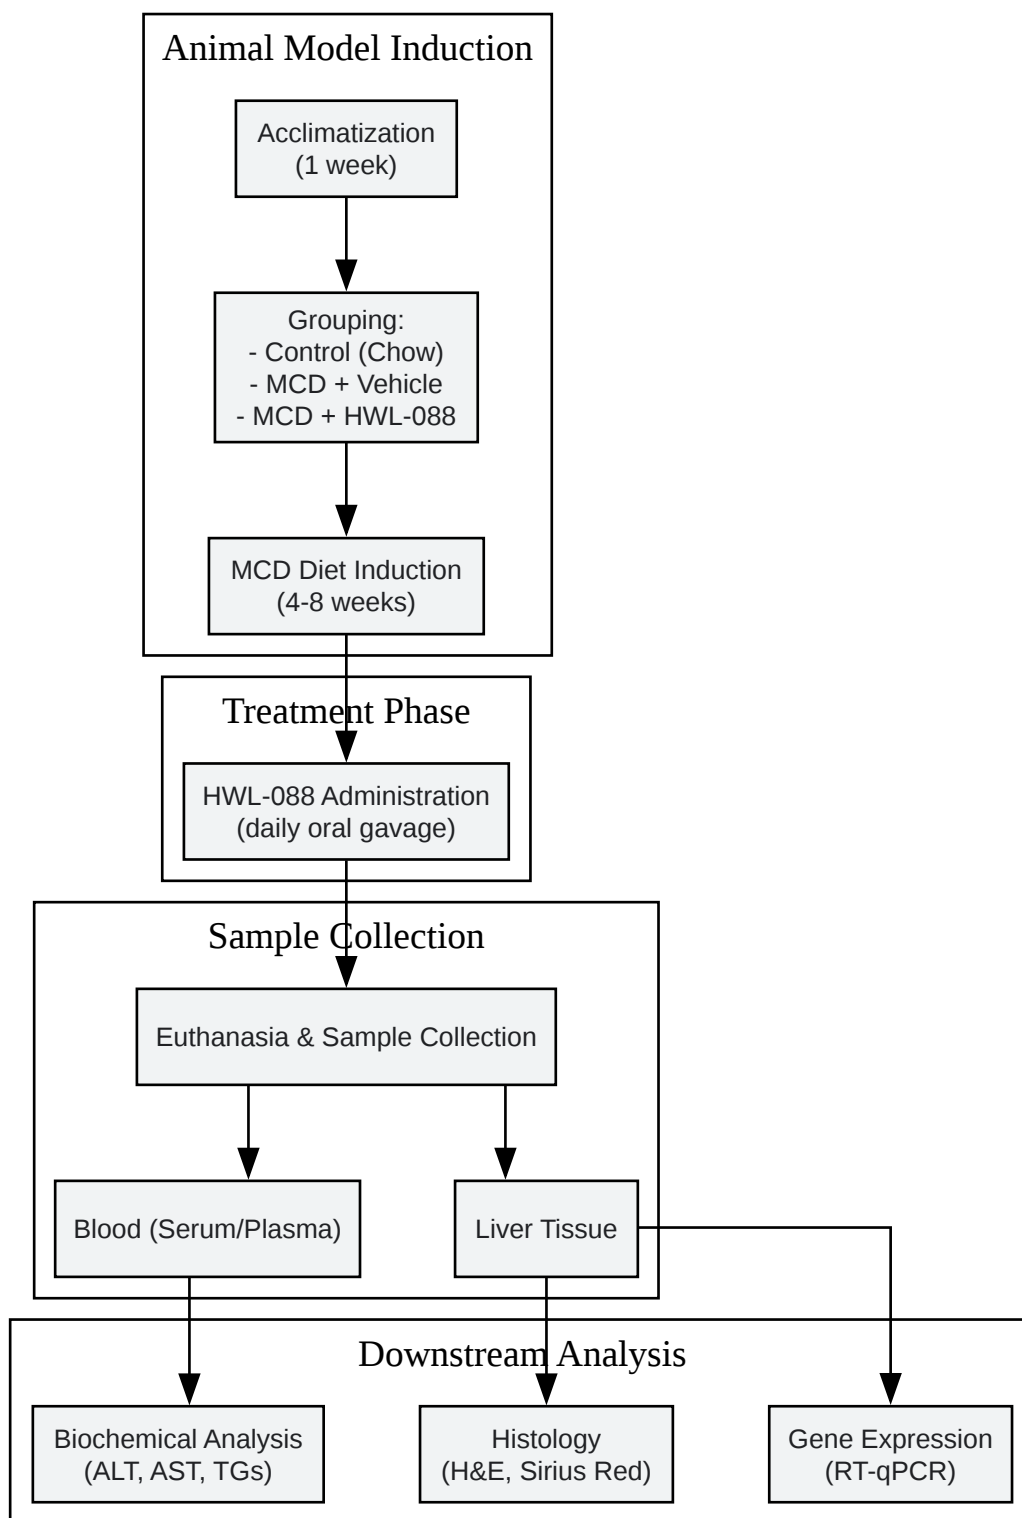 Animal Model Induction
Acclimatization
(1 week)
Grouping:
- Control (Chow)
- MCD + Vehicle
- MCD + HWL-088
MCD Diet Induction
(4-8 weeks)
Treatment Phase
HWL-088 Administration
(daily oral gavage)
Sample Collection
Euthanasia & Sample Collection
Blood (Serum/Plasma)
Liver Tissue
Downstream Analysis
Biochemical Analysis
(ALT, AST, TGs)
Histology
(H&E, Sirius Red)
Gene Expression
(RT-qPCR)